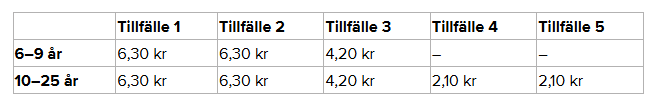 Tillfälle 1 Tillfälle 2 Tillfälle 3 Tillfälle 4 Tillfälle 5
6–9 år 6,30 kr 6,30 kr 4,20 kr – –
10–25 år 6,30 kr 6,30 kr 4,20 kr 2,10 kr 2,10 kr